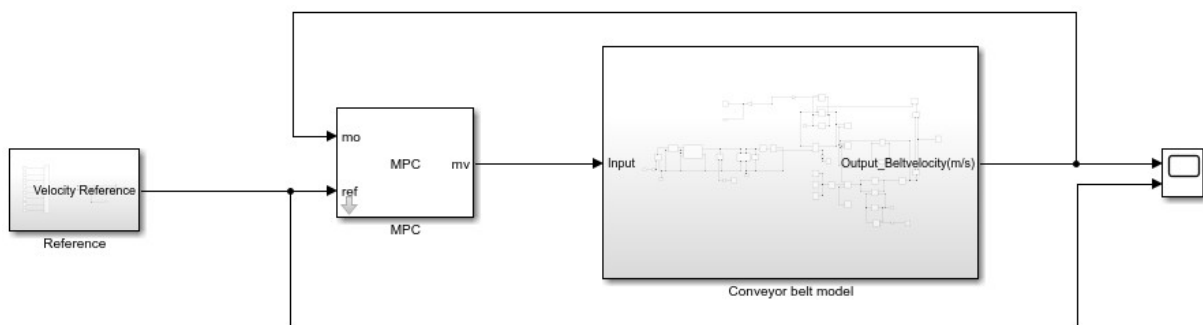 mo
MPC
mv
Input
Output_Beltvelocity(m/s)
Velocity Reference
ref
MPC
Reference
Conveyor belt model